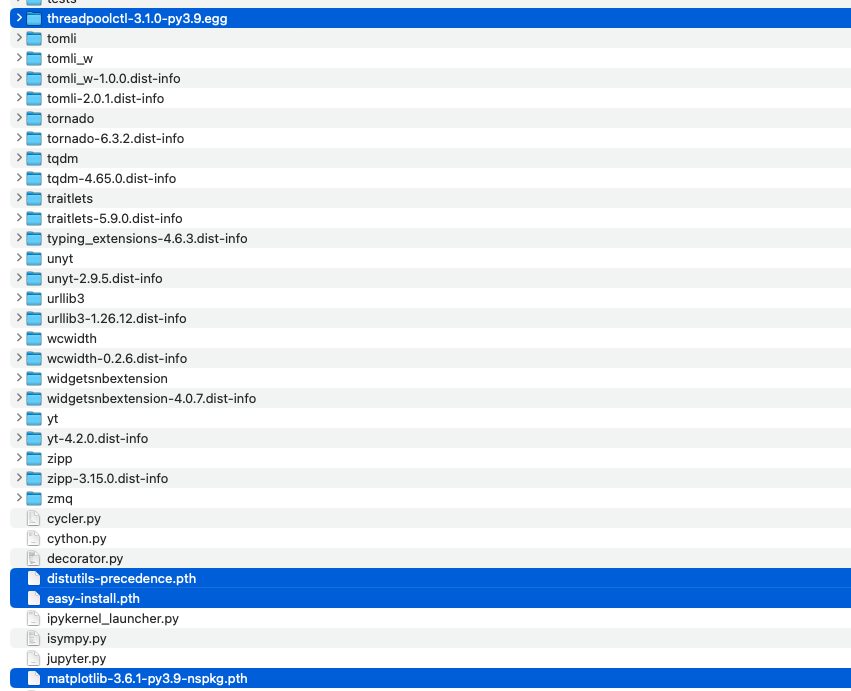 tests
threadpoolctl-3.1.0-py3.9.egg
tomli
tomli_w
tomli_w-1.0.0.dist-info
tomli-2.0.1.dist-info
tornado
tornado-6.3.2.dist-info
tqdm
tqdm-4.65.0.dist-info
traitlets
traitlets-5.9.0.dist-info
typing_extensions-4.6.3.dist-info
unyt
unyt-2.9.5.dist-info
urllib3
urllib3-1.26.12.dist-info
wcwidth
wcwidth-0.2.6.dist-info
widgetsnbextension
widgetsnbextension-4.0.7.dist-info
yt
yt-4.2.0.dist-info
zipp
zipp-3.15.0.dist-info
zmq
cycler.py
cython.py
decorator.py
distutils-precedence.pth
easy-install.pth
ipykernel_launcher.py
isympy.py
jupyter.py
matplotlib-3.6.1-py3.9-nspkg.pth